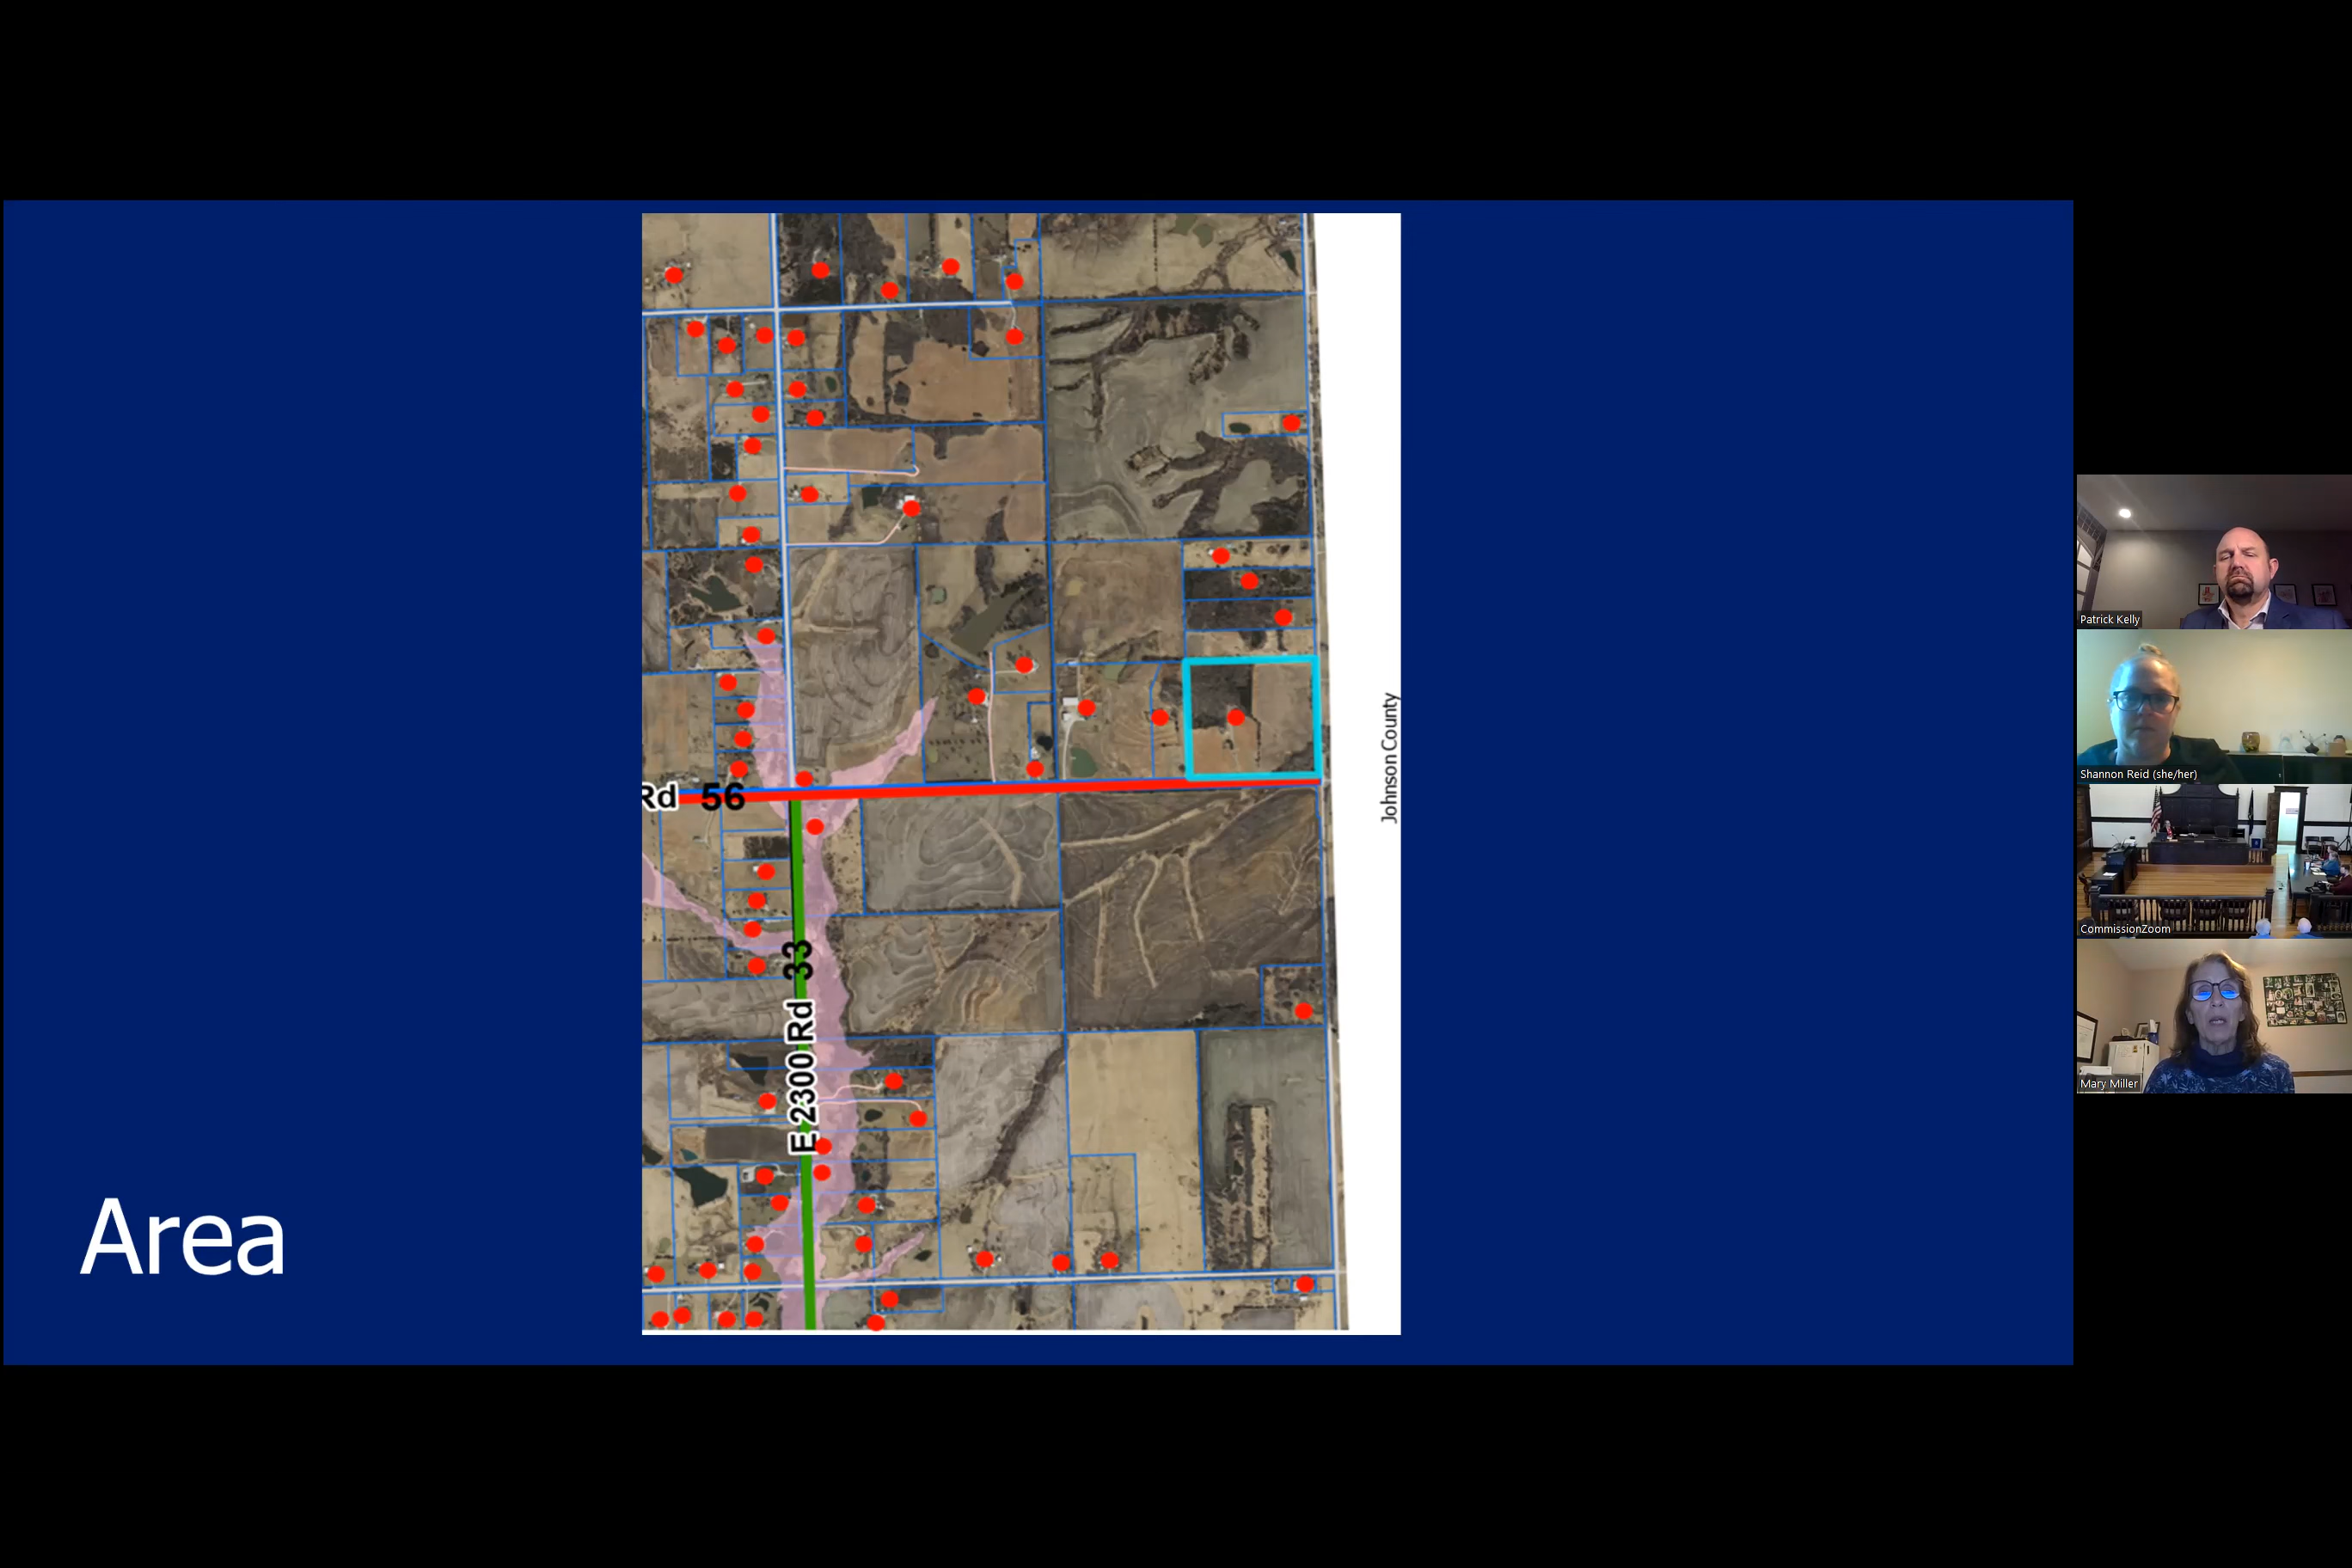 Johnson County
Rd 56
E 2300 Rd 33
Area
Patrick Kelly
Shannon Reid (she/her)
CommissionZoom
Mary Miller